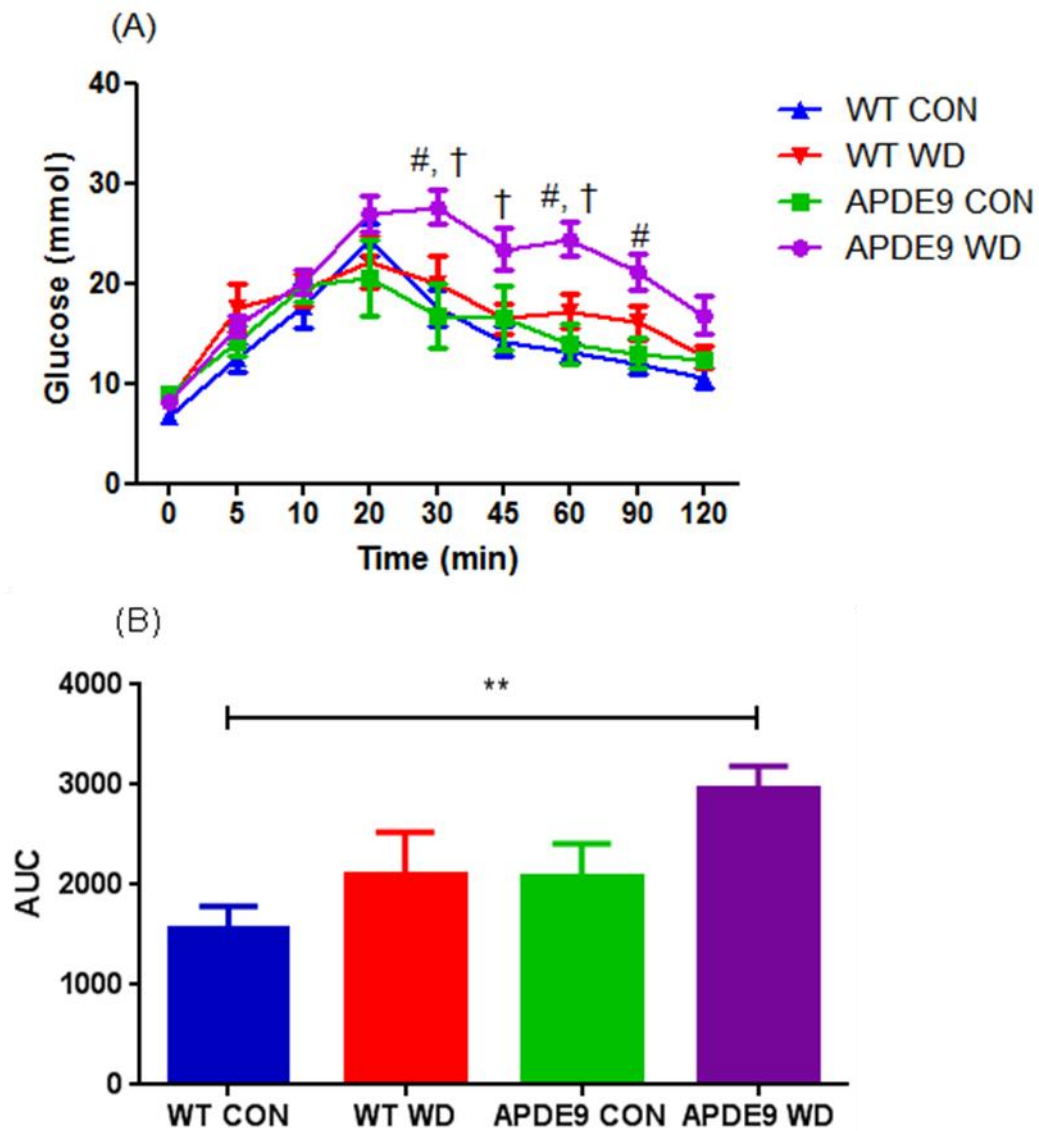 (A)
40
30
20
10
0
Glucose (mmol)
#, †
†
#, †
#
0 5 10 20 30 45 60 90 120
Time (min)
WT CON
WT WD
APDE9 CON
APDE9 WD
(B)
4000
3000
2000
1000
0
AUC
**
WT CON WT WD APDE9 CON APDE9 WD